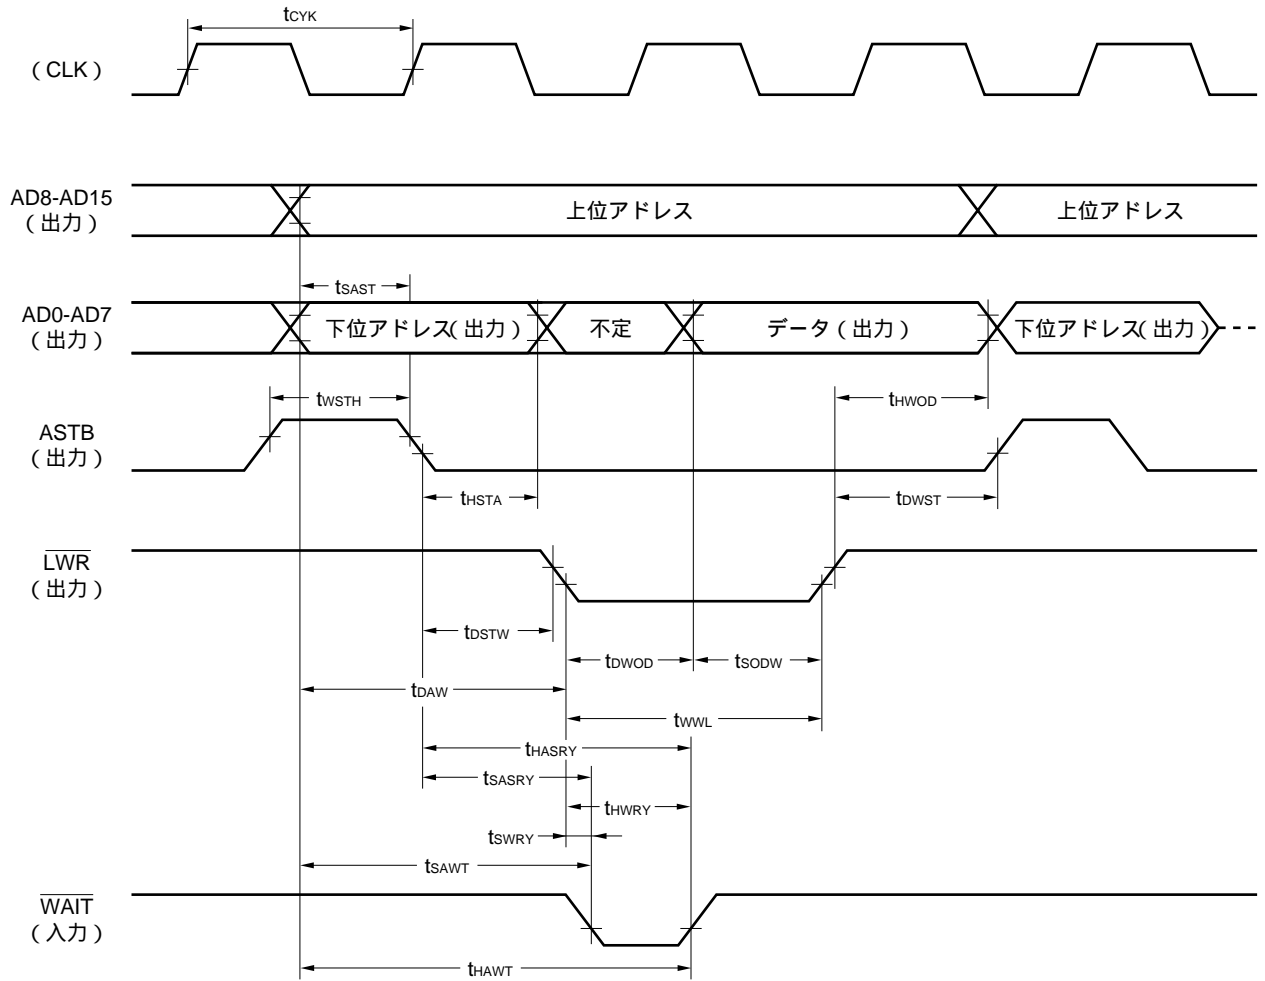 tCYK
（CLK）
AD8-AD15
（出力）
上位アドレス
上位アドレス
tSAST
AD0-AD7
（出力）
下位アドレス（出力）
不定
データ（出力）
下位アドレス（出力）
tWSTH
tHWOD
ASTB
（出力）
tHSTA
tDWST
LWR
（出力）
tDSTW
tDWOD
tSODW
tDAW
tWWL
tHASRY
tSASRY
tHWRY
tSWRY
tSAWT
WAIT
（入力）
tHAWT